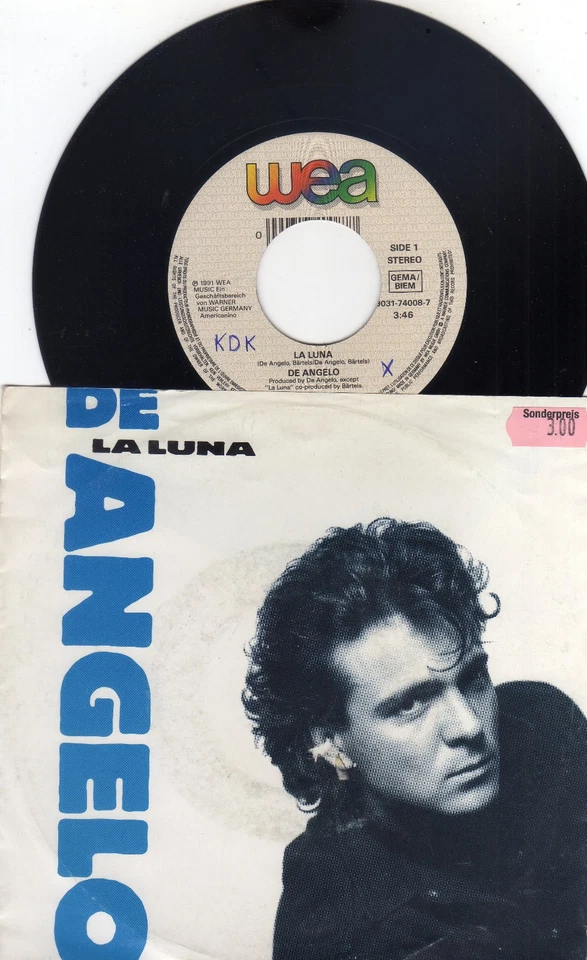 wea
0
SIDE 1
STEREO
GEMA/
BIEM
9031-74008-7
3:46
℗ 1991 WEA
MUSIC Ein
Geschäftsbereich
von WARNER
MUSIC GERMANY
Americanino
KDK
X
LA LUNA
(De Angelo, Bärtels/De Angelo, Bärtels)
DE ANGELO
Produced by De Angelo, except
"La Luna" co-produced by Bärtels.
DE ANGELO
LA LUNA
Sonderpreis
3.00